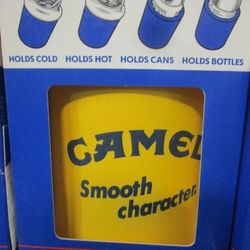 HOLDS COLD HOLDS HOT HOLDS CANS HOLDS BOTTLES
CAMEL
Smooth
character.